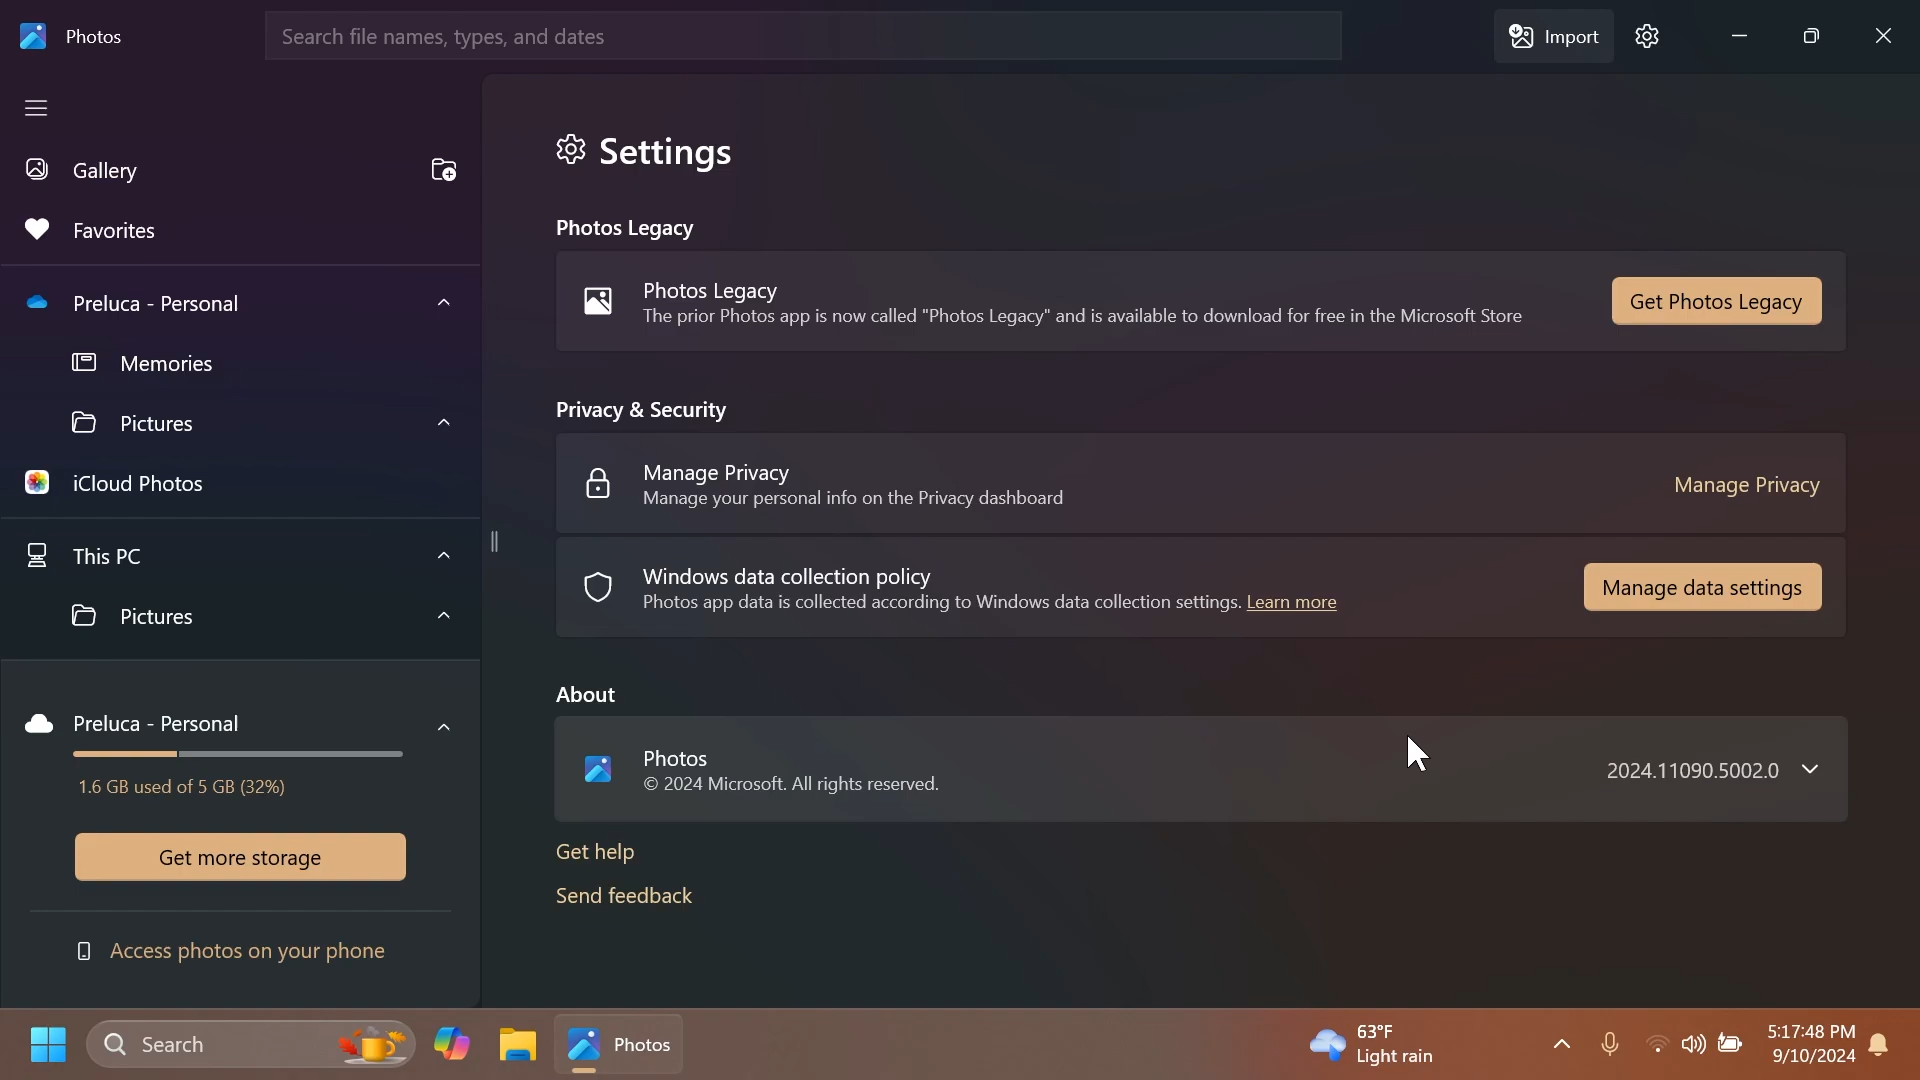 Photos
Search file names, types, and dates
Import
Gallery
Favorites
Preluca - Personal
Memories
Pictures
iCloud Photos
This PC
Pictures
Preluca - Personal
1.6 GB used of 5 GB (32%)
Get more storage
Access photos on your phone
Settings
Photos Legacy
Photos Legacy
The prior Photos app is now called "Photos Legacy" and is available to download for free in the Microsoft Store
Get Photos Legacy
Privacy & Security
Manage Privacy
Manage your personal info on the Privacy dashboard
Manage Privacy
Windows data collection policy
Photos app data is collected according to Windows data collection settings. Learn more
Manage data settings
About
Photos
© 2024 Microsoft. All rights reserved.
2024.11090.5002.0
Get help
Send feedback
Search
Photos
63°F
Light rain
5:17:48 PM
9/10/2024